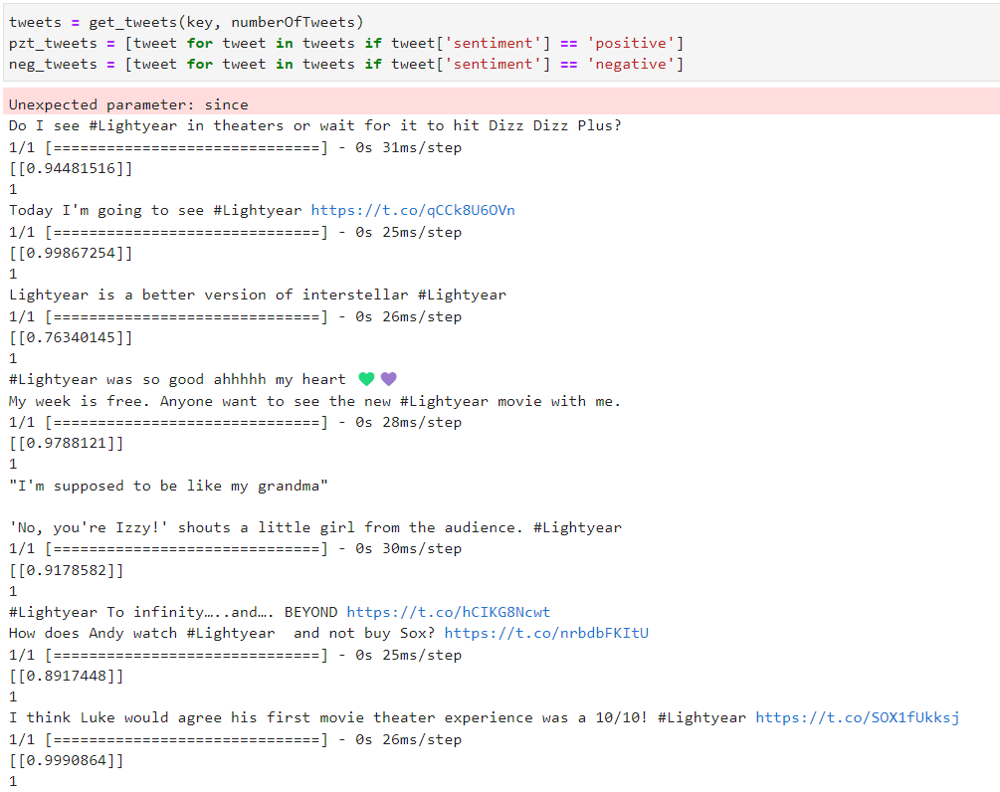 tweets = get_tweets(key, numberOfTweets)
pzt_tweets = [tweet for tweet in tweets if tweet['sentiment'] == 'positive']
neg_tweets = [tweet for tweet in tweets if tweet['sentiment'] == 'negative']
Unexpected parameter: since
Do I see #Lightyear in theaters or wait for it to hit Dizz Dizz Plus?
1/1 [==============================] - 0s 31ms/step
[[0.94481516]]
1
Today I'm going to see #Lightyear https://t.co/qCCk8U6OVn
1/1 [==============================] - 0s 25ms/step
[[0.99867254]]
1
Lightyear is a better version of interstellar #Lightyear
1/1 [==============================] - 0s 26ms/step
[[0.76340145]]
1
#Lightyear was so good ahhhhh my heart 💚💜
My week is free. Anyone want to see the new #Lightyear movie with me.
1/1 [==============================] - 0s 28ms/step
[[0.9788121]]
1
"I'm supposed to be like my grandma"
'No, you're Izzy!' shouts a little girl from the audience. #Lightyear
1/1 [==============================] - 0s 30ms/step
[[0.9178582]]
1
#Lightyear To infinity…..and…. BEYOND https://t.co/hCIKG8Ncwt
How does Andy watch #Lightyear  and not buy Sox? https://t.co/nrbdbFKItU
1/1 [==============================] - 0s 25ms/step
[[0.8917448]]
1
I think Luke would agree his first movie theater experience was a 10/10! #Lightyear https://t.co/SOX1fUkksj
1/1 [==============================] - 0s 26ms/step
[[0.9990864]]
1